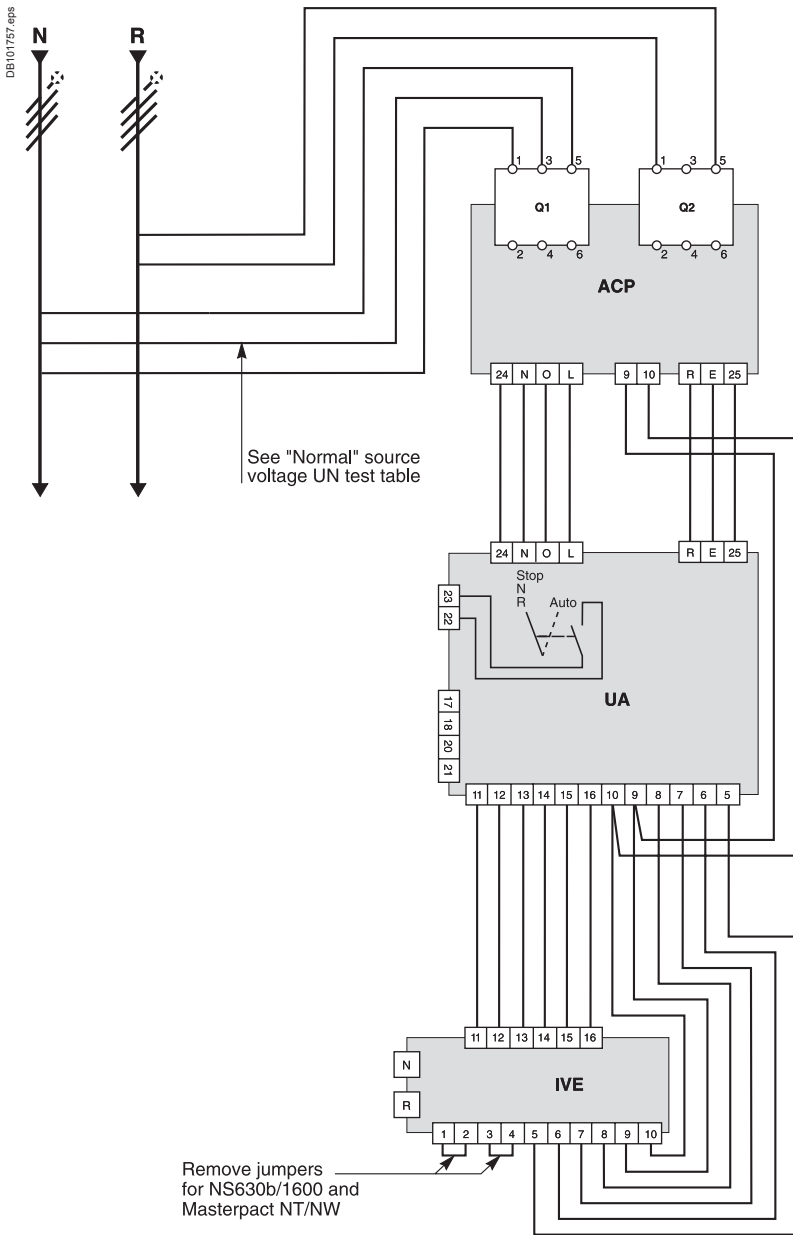 DB101757.eps
N R
1 3 5 1 3 5
Q1 Q2
2 4 6 2 4 6
ACP
24 N O L 9 10 R E 25
See "Normal" source
voltage UN test table
24 N O L R E 25
Stop
N
R Auto
23
22
UA
17
18
20
21
11 12 13 14 15 16 10 9 8 7 6 5
11 12 13 14 15 16
N
IVE
R
1 2 3 4 5 6 7 8 9 10
Remove jumpers
for NS630b/1600 and
Masterpact NT/NW